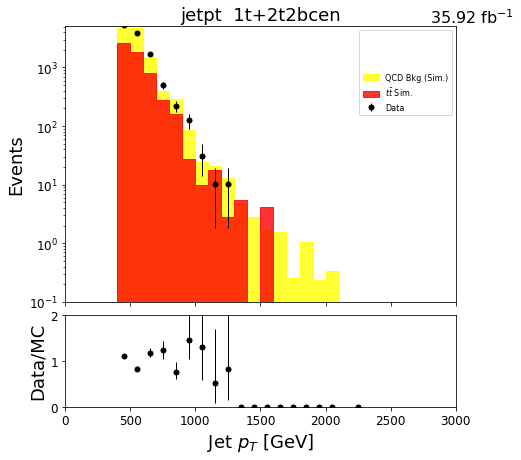 jetpt 1t+2t2bcen
35.92 fb⁻¹
QCD Bkg (Sim.)
tt̄ Sim.
Data
Events
10³
10²
10¹
10⁰
10⁻¹
Data/MC
2
1
0
0 500 1000 1500 2000 2500 3000
Jet p_T [GeV]